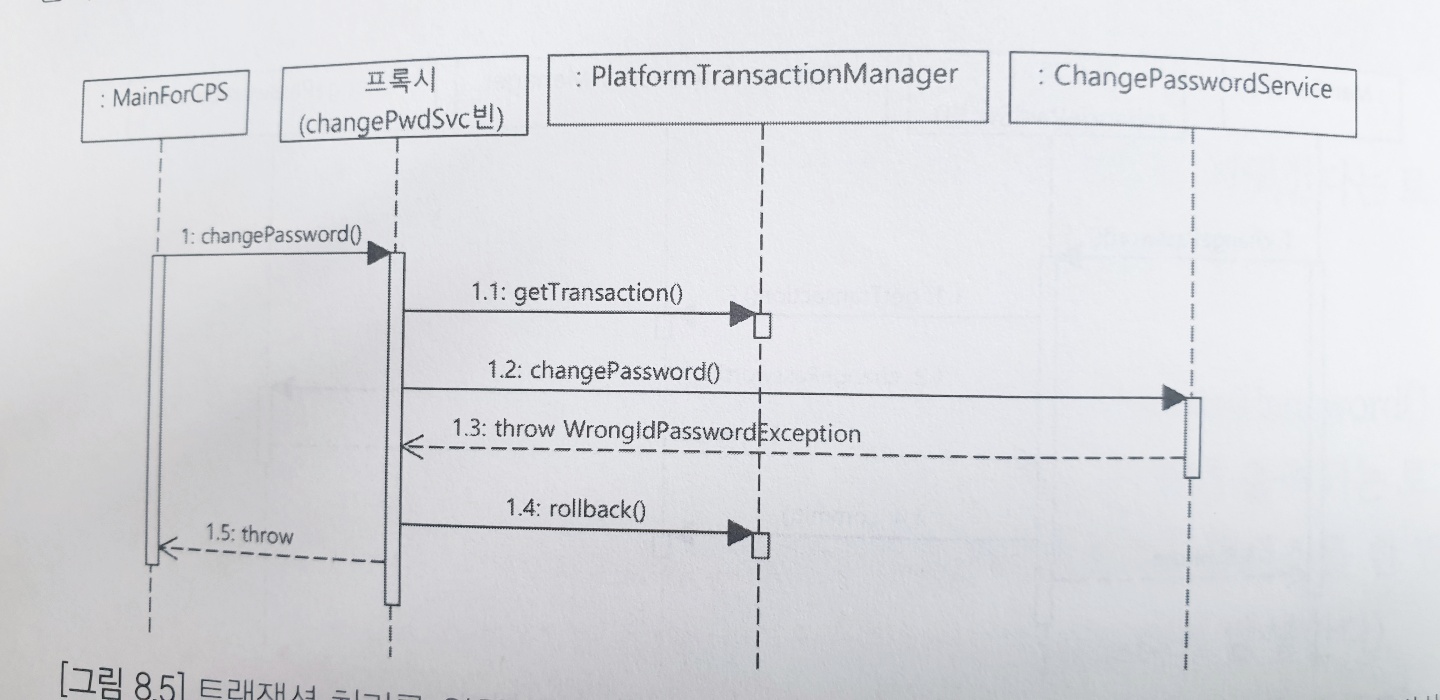 : MainForCPS
프록시
(changePwdSvc빈)
: PlatformTransactionManager
: ChangePasswordService
1: changePassword()
1.1: getTransaction()
1.2: changePassword()
1.3: throw WrongIdPasswordException
1.4: rollback()
1.5: throw
[그림 8.5] 트랜잭션